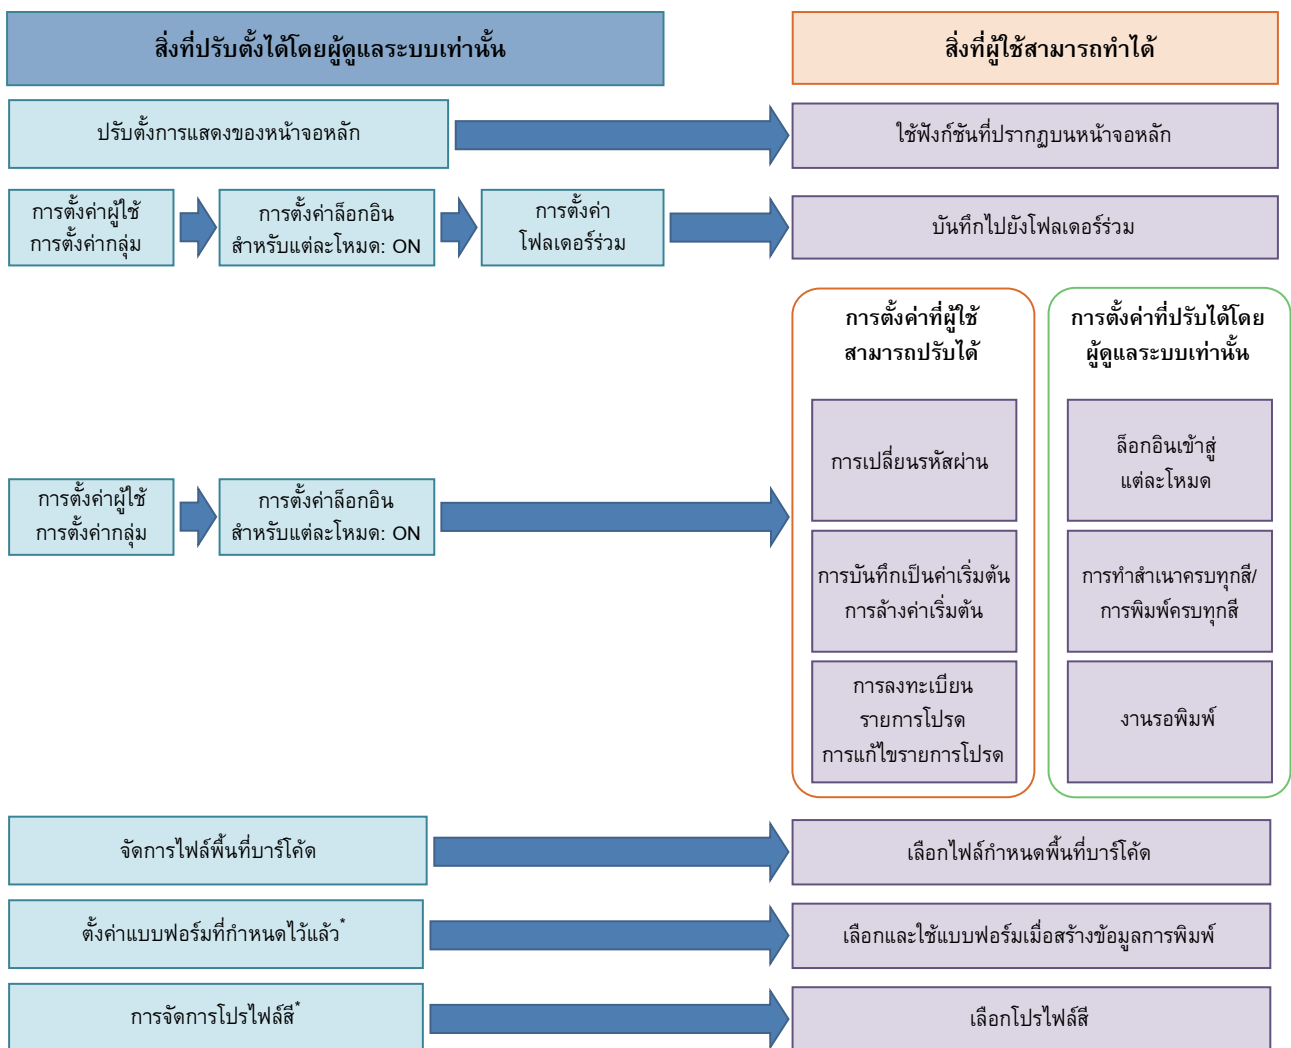 สิ่งที่ปรับตั้งได้โดยผู้ดูแลระบบเท่านั้น
สิ่งที่ผู้ใช้สามารถทำได้
ปรับตั้งการแสดงของหน้าจอหลัก
ใช้ฟังก์ชันที่ปรากฏบนหน้าจอหลัก
การตั้งค่าผู้ใช้
การตั้งค่ากลุ่ม
การตั้งค่าล็อกอิน
สำหรับแต่ละโหมด: ON
การตั้งค่า
โฟลเดอร์ร่วม
บันทึกไปยังโฟลเดอร์ร่วม
การตั้งค่าผู้ใช้
การตั้งค่ากลุ่ม
การตั้งค่าล็อกอิน
สำหรับแต่ละโหมด: ON
การตั้งค่าที่ผู้ใช้
สามารถปรับได้
การเปลี่ยนรหัสผ่าน
การบันทึกเป็นค่าเริ่มต้น
การล้างค่าเริ่มต้น
การลงทะเบียน
รายการโปรด
การแก้ไขรายการโปรด
การตั้งค่าที่ปรับได้โดย
ผู้ดูแลระบบเท่านั้น
ล็อกอินเข้าสู่
แต่ละโหมด
การทำสำเนาครบทุกสี/
การพิมพ์ครบทุกสี
งานรอพิมพ์
จัดการไฟล์พื้นที่บาร์โค้ด
เลือกไฟล์กำหนดพื้นที่บาร์โค้ด
ตั้งค่าแบบฟอร์มที่กำหนดไว้แล้ว*
เลือกและใช้แบบฟอร์มเมื่อสร้างข้อมูลการพิมพ์
การจัดการโปรไฟล์สี*
เลือกโปรไฟล์สี